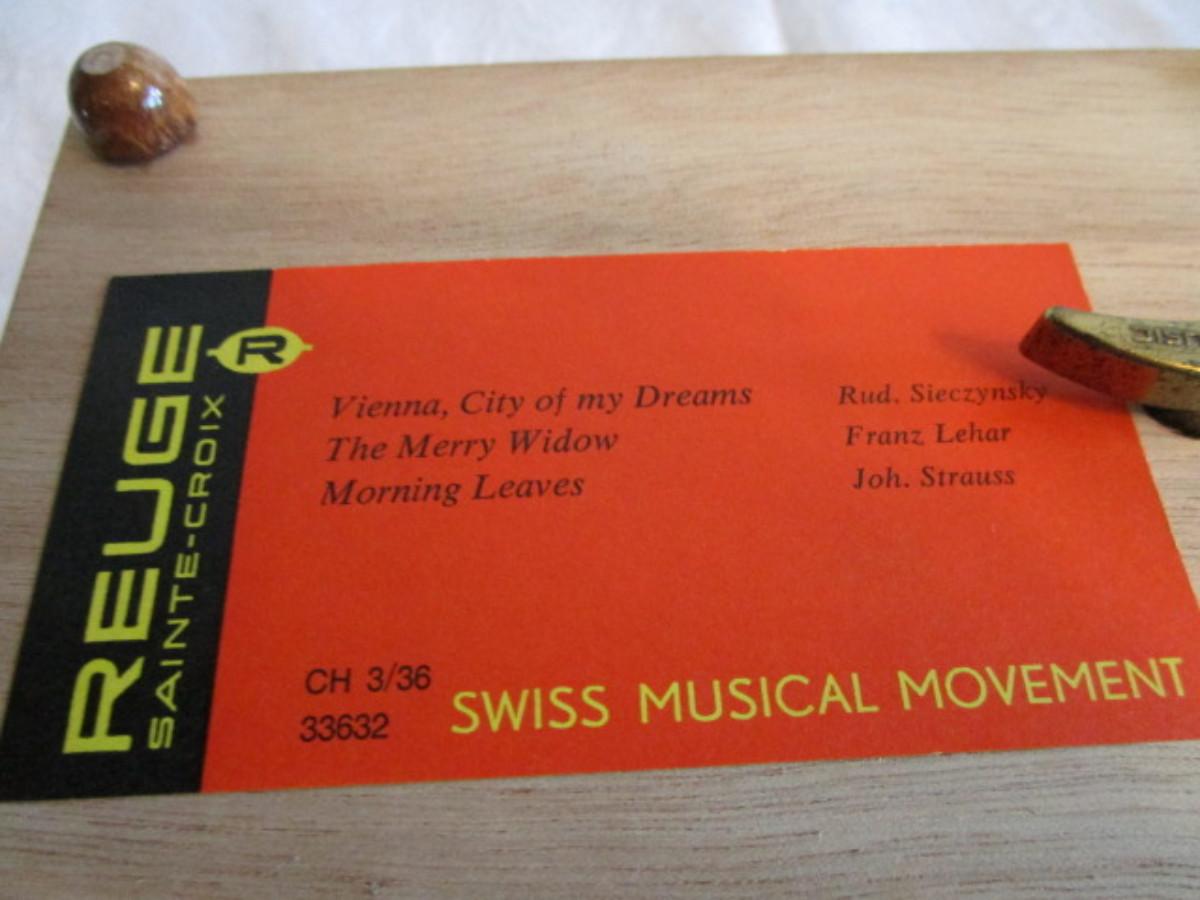 REUGE
SAINTE-CROIX
R
Vienna, City of my Dreams Rud. Sieczynsky
The Merry Widow Franz Lehar
Morning Leaves Joh. Strauss
CH 3/36
33632
SWISS MUSICAL MOVEMENT